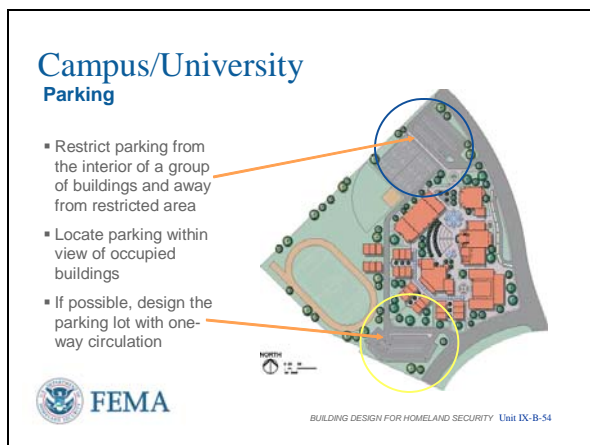 Campus/University
Parking
▪ Restrict parking from
the interior of a group
of buildings and away
from restricted area
▪ Locate parking within
view of occupied
buildings
▪ If possible, design the
parking lot with one-
way circulation
NORTH
FEMA
BUILDING DESIGN FOR HOMELAND SECURITY Unit IX-B-54